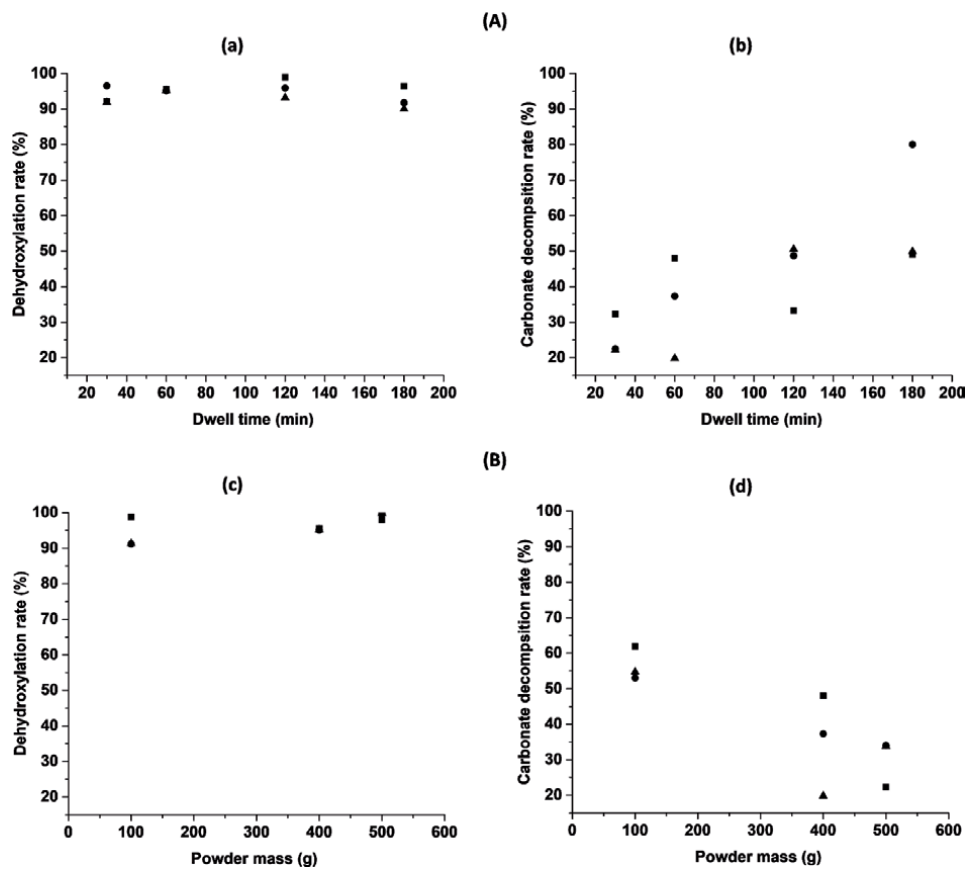 (A)
(a)
(b)
Dehydroxylation rate (%)
100
90
80
70
60
50
40
30
20
20 40 60 80 100 120 140 160 180 200
Dwell time (min)
Carbonate decompsition rate (%)
100
90
80
70
60
50
40
30
20
20 40 60 80 100 120 140 160 180 200
Dwell time (min)
(B)
(c)
(d)
Dehydroxylation rate (%)
100
90
80
70
60
50
40
30
20
0 100 200 300 400 500 600
Powder mass (g)
Carbonate decompsition rate (%)
100
90
80
70
60
50
40
30
20
0 100 200 300 400 500 600
Powder mass (g)